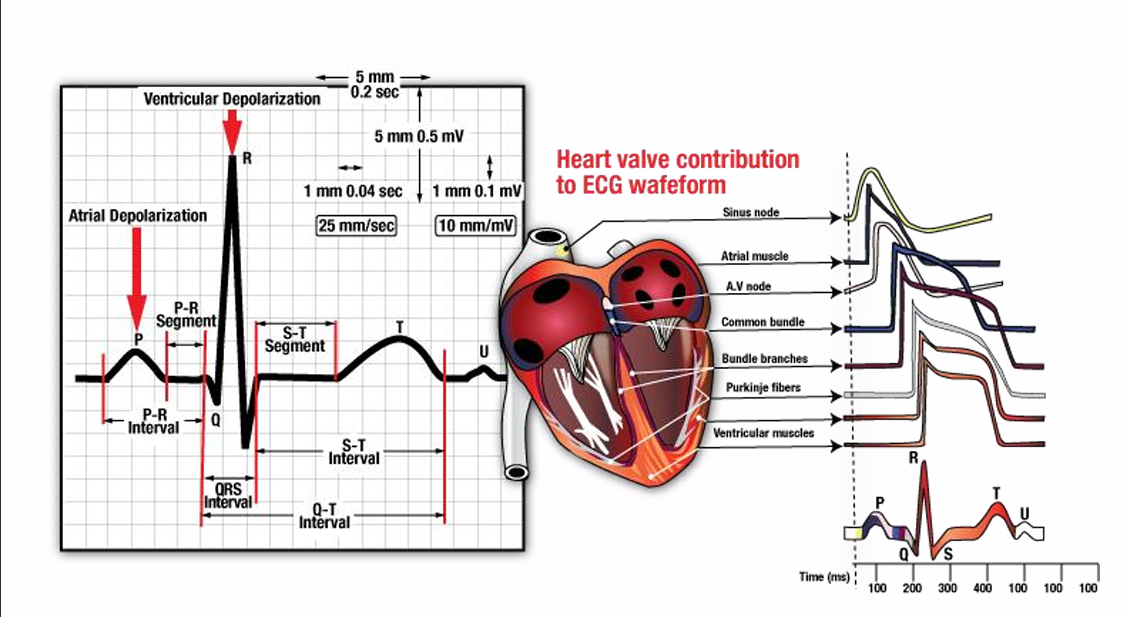 5 mm
0.2 sec
Ventricular Depolarization
5 mm 0.5 mV
R
1 mm 0.04 sec
1 mm 0.1 mV
25 mm/sec
10 mm/mV
Atrial Depolarization
P-R
Segment
P
S-T
Segment
T
U
Q
P-R
Interval
S-T
Interval
QRS
Interval
Q-T
Interval
Heart valve contribution
to ECG wafeform
Sinus node
Atrial muscle
A.V node
Common bundle
Bundle branches
Purkinje fibers
Ventricular muscles
R
P
T
U
Q
S
Time (ms)
100 200 300 400 100 100 100